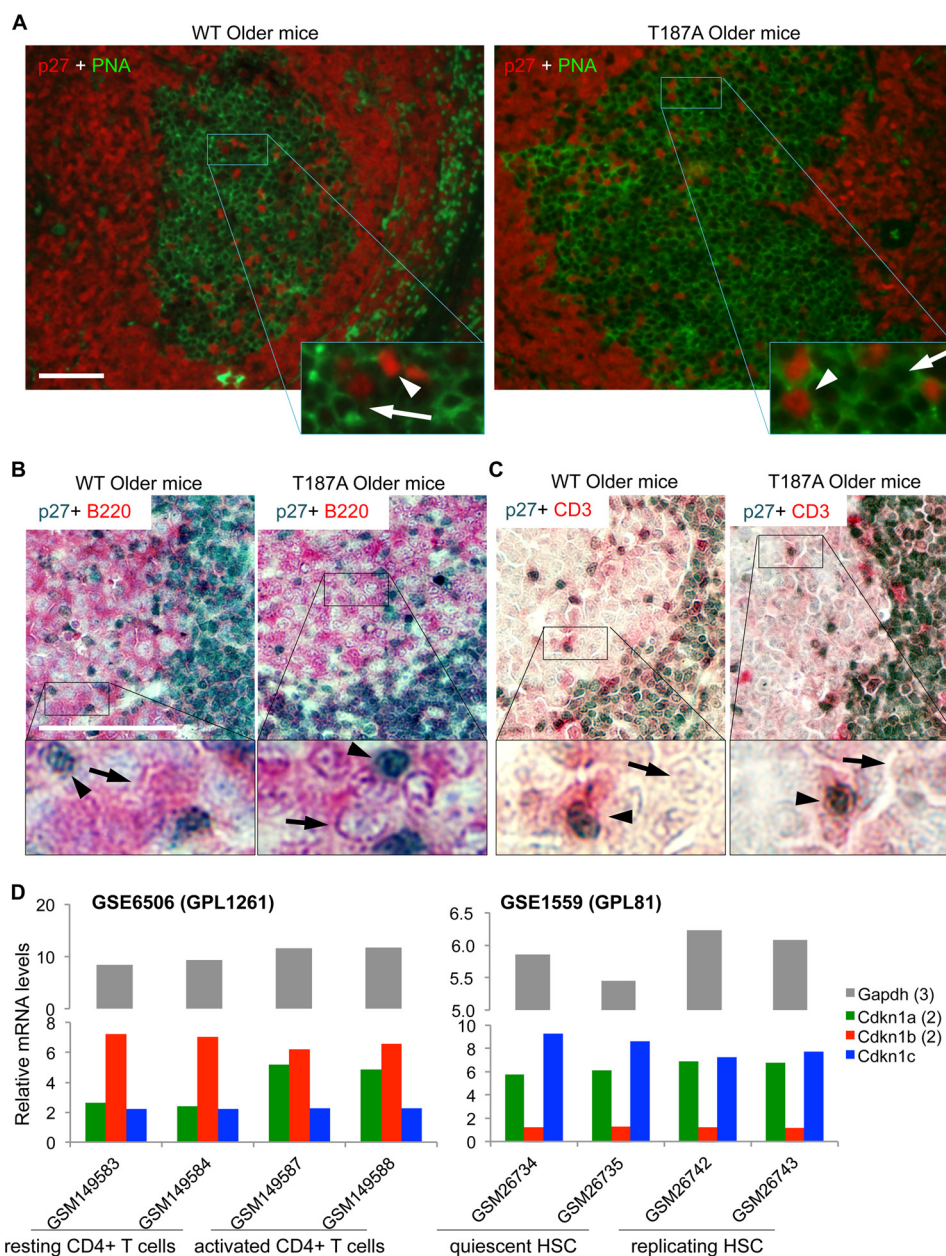 A
WT Older mice
T187A Older mice
p27 + PNA
p27 + PNA
B
WT Older mice
T187A Older mice
p27+ B220
p27+ B220
C
WT Older mice
T187A Older mice
p27+ CD3
p27+ CD3
D
GSE6506 (GPL1261)
20
10
0
8
6
4
2
0
Relative mRNA levels
GSM149583
GSM149584
GSM149587
GSM149588
resting CD4+ T cells
activated CD4+ T cells
GSE1559 (GPL81)
6.5
6.0
5.5
5.0
10
8
6
4
2
0
GSM26734
GSM26735
GSM26742
GSM26743
quiescent HSC
replicating HSC
Gapdh (3)
Cdkn1a (2)
Cdkn1b (2)
Cdkn1c